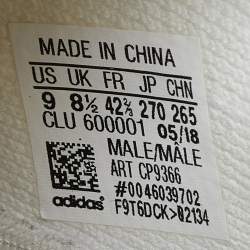 MADE IN CHINA
US UK FR JP CHN
9 8½ 42⅔ 270 265
CLU 600001 05/18
MALE/MÂLE
ART CP9366
#0046039702
adidas F9T6DCK>02134